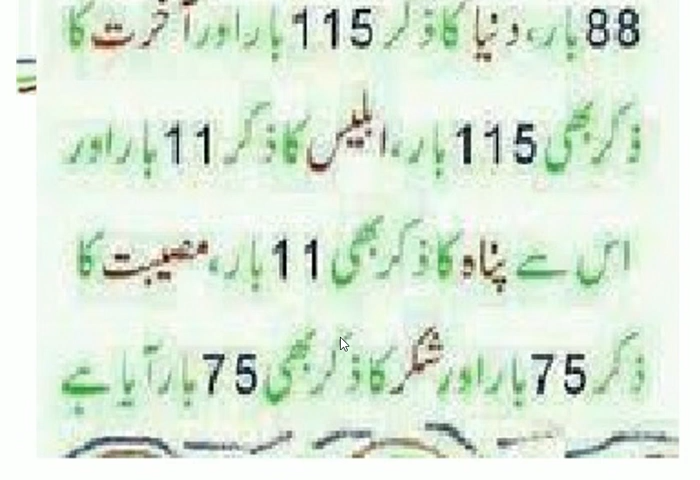 88 بار، دنیا کا ذکر 115 بار اور آخرت کا
ذکر بھی 115 بار، ابلیس کا ذکر 11 بار اور
اس سے پناہ کا ذکر بھی 11 بار، مصیبت کا
ذکر 75 بار اور شکر کا ذکر بھی 75 بار آیا ہے